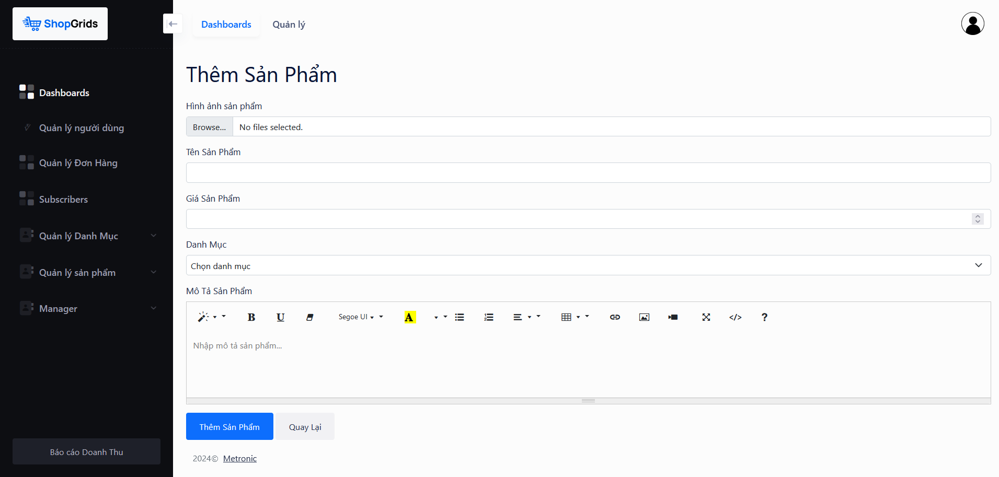 ShopGrids
Dashboards
Quản lý
Dashboards
Quản lý người dùng
Quản lý Đơn Hàng
Subscribers
Quản lý Danh Mục
Quản lý sản phẩm
Manager
Báo cáo Doanh Thu
Thêm Sản Phẩm
Hình ảnh sản phẩm
Browse... No files selected.
Tên Sản Phẩm
Giá Sản Phẩm
Danh Mục
Chọn danh mục
Mô Tả Sản Phẩm
B U Segoe UI A </> ?
Nhập mô tả sản phẩm...
Thêm Sản Phẩm Quay Lại
2024© Metronic